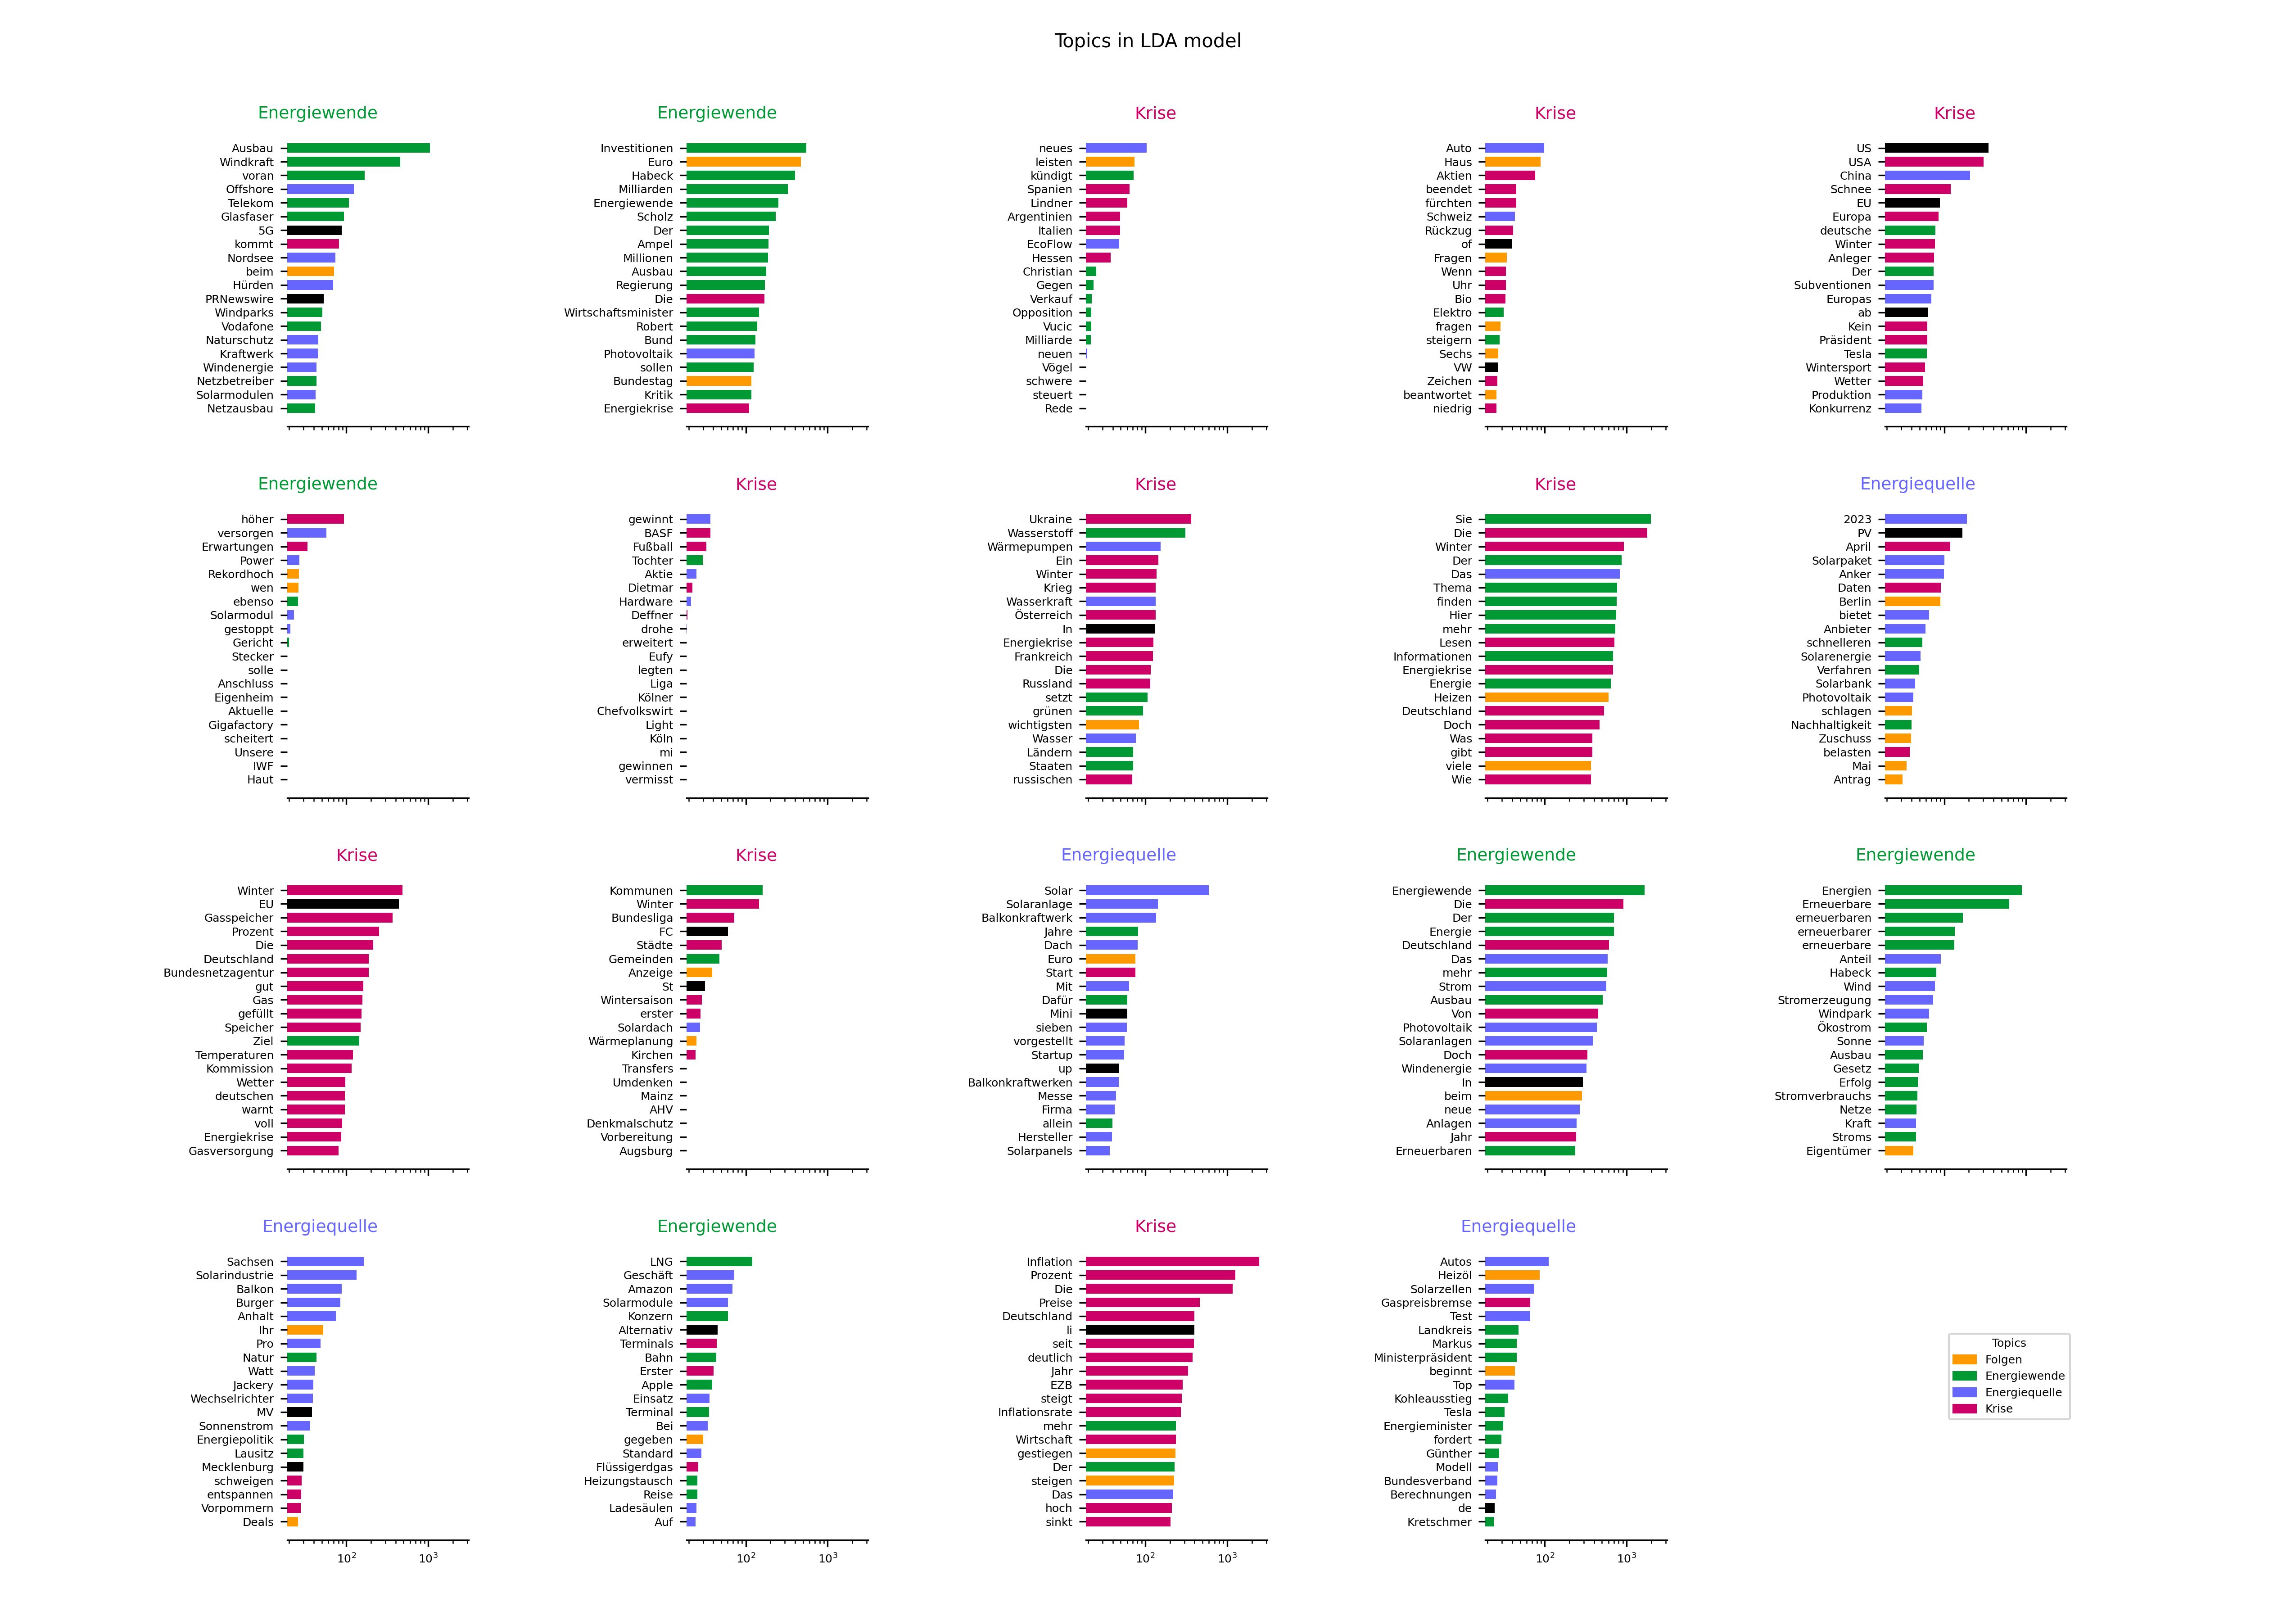 Topics in LDA model
Energiewende
Ausbau
Windkraft
voran
Offshore
Telekom
Glasfaser
5G
kommt
Nordsee
beim
Hürden
PRNewswire
Windparks
Vodafone
Naturschutz
Kraftwerk
Windenergie
Netzbetreiber
Solarmodulen
Netzausbau
Energiewende
Investitionen
Euro
Habeck
Milliarden
Energiewende
Scholz
Der
Ampel
Millionen
Ausbau
Regierung
Die
Wirtschaftsminister
Robert
Bund
Photovoltaik
sollen
Bundestag
Kritik
Energiekrise
Krise
neues
leisten
kündigt
Spanien
Lindner
Argentinien
Italien
EcoFlow
Hessen
Christian
Gegen
Verkauf
Opposition
Vucic
Milliarde
neuen
Vögel
schwere
steuert
Rede
Krise
Auto
Haus
Aktien
beendet
fürchten
Schweiz
Rückzug
of
Fragen
Wenn
Uhr
Bio
Elektro
fragen
steigern
Sechs
VW
Zeichen
beantwortet
niedrig
Krise
US
USA
China
Schnee
EU
Europa
deutsche
Winter
Anleger
Der
Subventionen
Europas
ab
Kein
Präsident
Tesla
Wintersport
Wetter
Produktion
Konkurrenz
Energiewende
höher
versorgen
Erwartungen
Power
Rekordhoch
wen
ebenso
Solarmodul
gestoppt
Gericht
Stecker
solle
Anschluss
Eigenheim
Aktuelle
Gigafactory
scheitert
Unsere
IWF
Haut
Krise
gewinnt
BASF
Fußball
Tochter
Aktie
Dietmar
Hardware
Deffner
drohe
erweitert
Eufy
legten
Liga
Kölner
Chefvolkswirt
Light
Köln
mi
gewinnen
vermisst
Krise
Ukraine
Wasserstoff
Wärmepumpen
Ein
Winter
Krieg
Wasserkraft
Österreich
In
Energiekrise
Frankreich
Die
Russland
setzt
grünen
wichtigsten
Wasser
Ländern
Staaten
russischen
Krise
Sie
Die
Winter
Der
Das
Thema
finden
Hier
mehr
Lesen
Informationen
Energiekrise
Energie
Heizen
Deutschland
Doch
Was
gibt
viele
Wie
Energiequelle
2023
PV
April
Solarpaket
Anker
Daten
Berlin
bietet
Anbieter
schnelleren
Solarenergie
Verfahren
Solarbank
Photovoltaik
schlagen
Nachhaltigkeit
Zuschuss
belasten
Mai
Antrag
Krise
Winter
EU
Gasspeicher
Prozent
Die
Deutschland
Bundesnetzagentur
gut
Gas
gefüllt
Speicher
Ziel
Temperaturen
Kommission
Wetter
deutschen
warnt
voll
Energiekrise
Gasversorgung
Krise
Kommunen
Winter
Bundesliga
FC
Städte
Gemeinden
Anzeige
St
Wintersaison
erster
Solardach
Wärmeplanung
Kirchen
Transfers
Umdenken
Mainz
AHV
Denkmalschutz
Vorbereitung
Augsburg
Energiequelle
Solar
Solaranlage
Balkonkraftwerk
Jahre
Dach
Euro
Start
Mit
Dafür
Mini
sieben
vorgestellt
Startup
up
Balkonkraftwerken
Messe
Firma
allein
Hersteller
Solarpanels
Energiewende
Energiewende
Die
Der
Energie
Deutschland
Das
mehr
Strom
Ausbau
Von
Photovoltaik
Solaranlagen
Doch
Windenergie
In
beim
neue
Anlagen
Jahr
Erneuerbaren
Energiewende
Energien
Erneuerbare
erneuerbaren
erneuerbarer
erneuerbare
Anteil
Habeck
Wind
Stromerzeugung
Windpark
Ökostrom
Sonne
Ausbau
Gesetz
Erfolg
Stromverbrauchs
Netze
Kraft
Stroms
Eigentümer
Energiequelle
Sachsen
Solarindustrie
Balkon
Burger
Anhalt
Ihr
Pro
Natur
Watt
Jackery
Wechselrichter
MV
Sonnenstrom
Energiepolitik
Lausitz
Mecklenburg
schweigen
entspannen
Vorpommern
Deals
10²
10³
Energiewende
LNG
Geschäft
Amazon
Solarmodule
Konzern
Alternativ
Terminals
Bahn
Erster
Apple
Einsatz
Terminal
Bei
gegeben
Standard
Flüssigerdgas
Heizungstausch
Reise
Ladesäulen
Auf
10²
10³
Krise
Inflation
Prozent
Die
Preise
Deutschland
li
seit
deutlich
Jahr
EZB
steigt
Inflationsrate
mehr
Wirtschaft
gestiegen
Der
steigen
Das
hoch
sinkt
10²
10³
Energiequelle
Autos
Heizöl
Solarzellen
Gaspreisbremse
Test
Landkreis
Markus
Ministerpräsident
beginnt
Top
Kohleausstieg
Tesla
Energieminister
fordert
Günther
Modell
Bundesverband
Berechnungen
de
Kretschmer
10²
10³
Topics
Folgen
Energiewende
Energiequelle
Krise